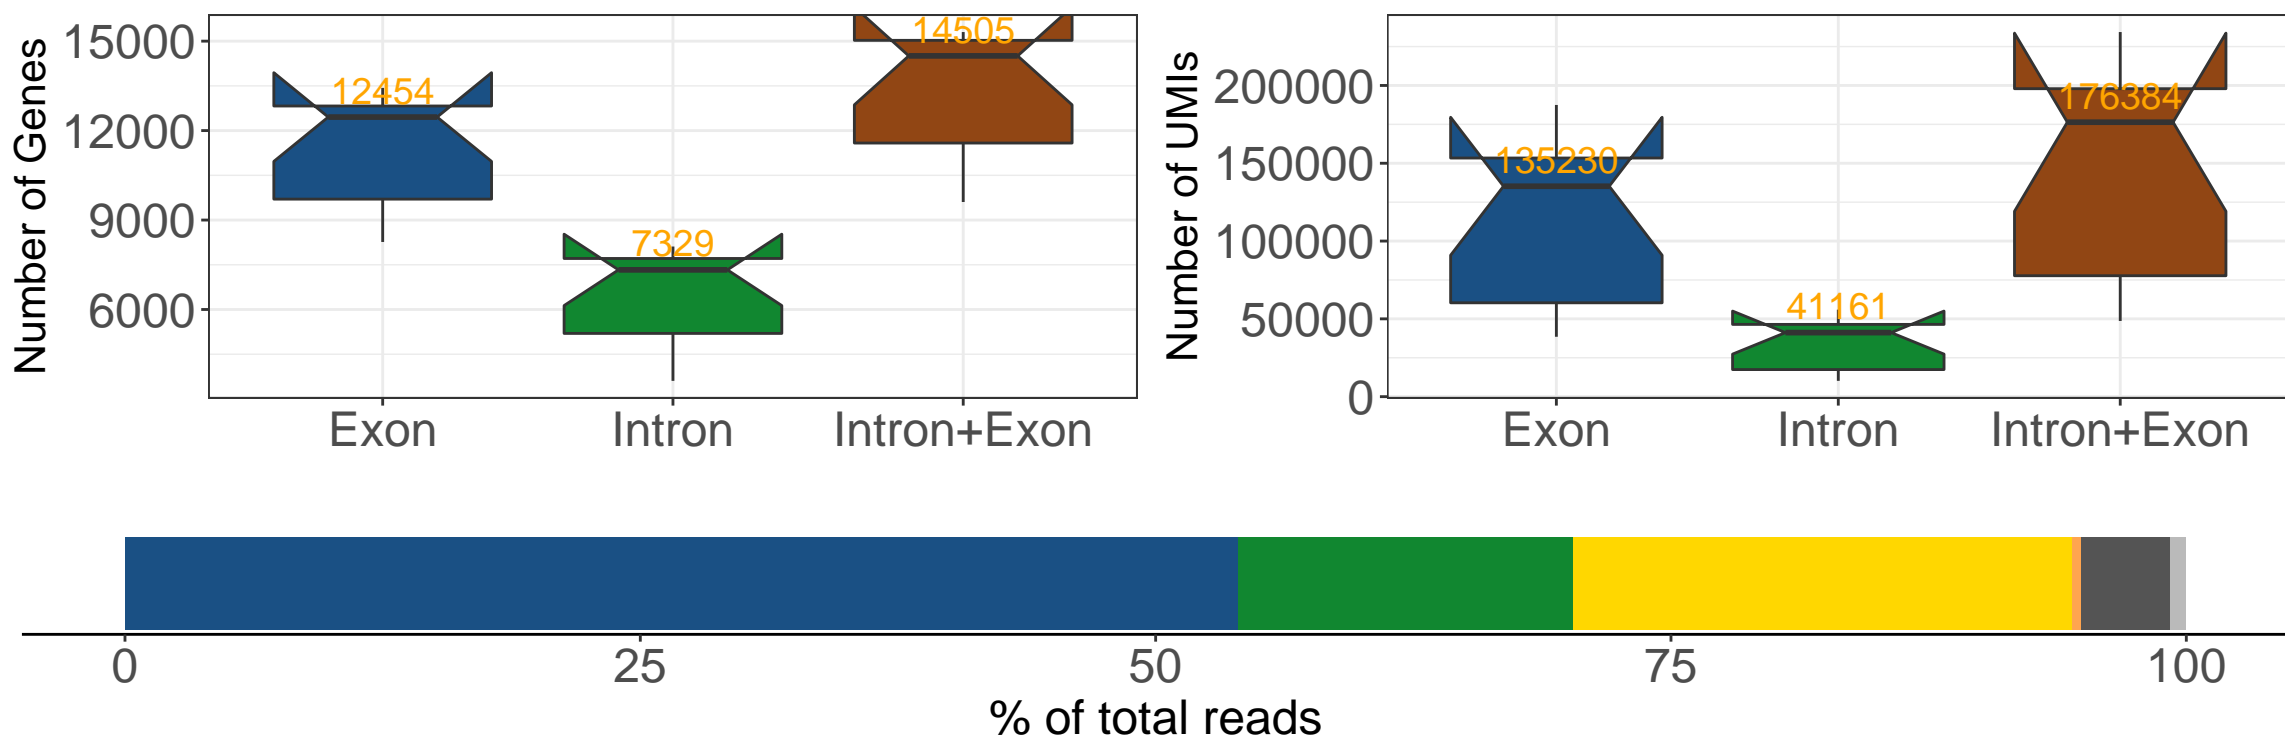 Number of Genes
15000
12000
9000
6000
12454
7329
14505
Exon
Intron
Intron+Exon
Number of UMIs
200000
150000
100000
50000
0
135230
41161
176384
Exon
Intron
Intron+Exon
0
25
50
75
100
% of total reads